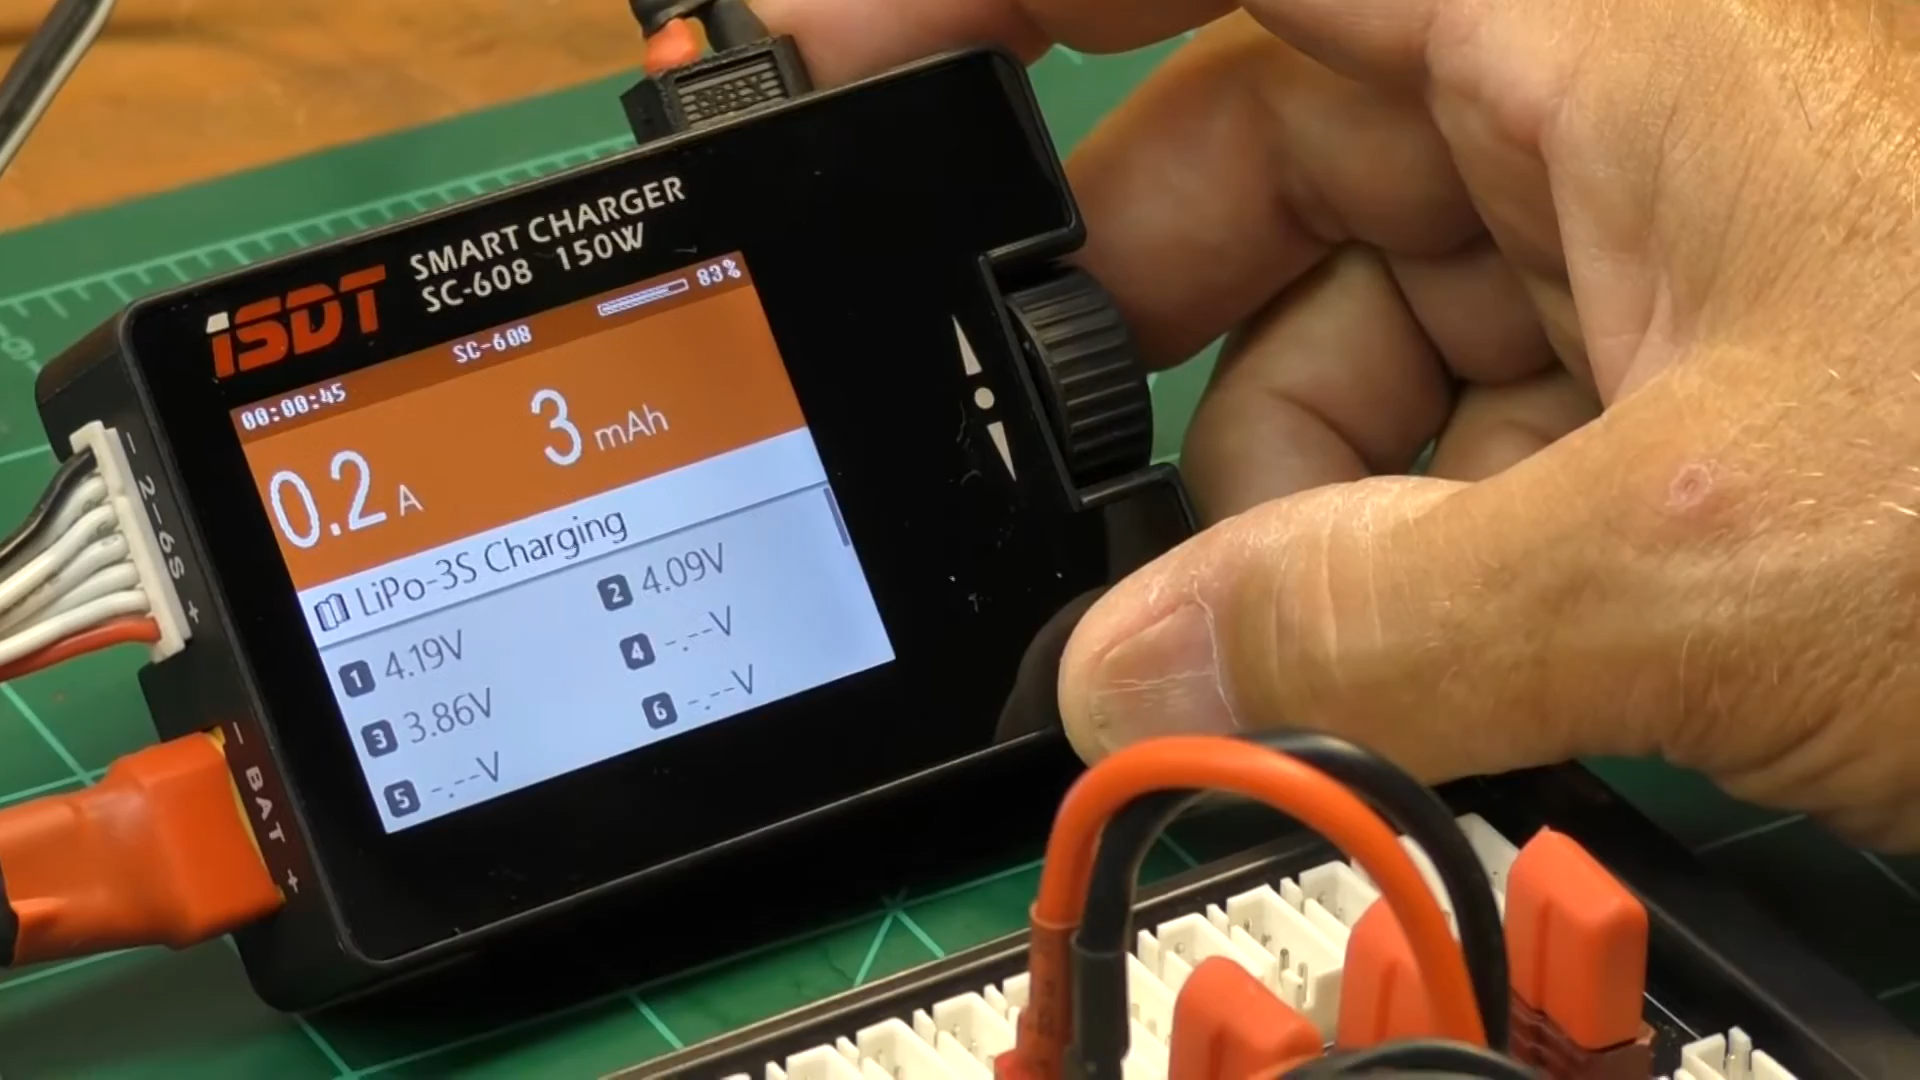 iSDT
SMART CHARGER
SC-608 150W
00:00:45
SC-608
83%
0.2 A
3 mAh
LiPo-3S Charging
1 4.19V
2 4.09V
3 3.86V
4 -.--V
5 -.--V
6 -.--V
- 2-6S +
- BAT +